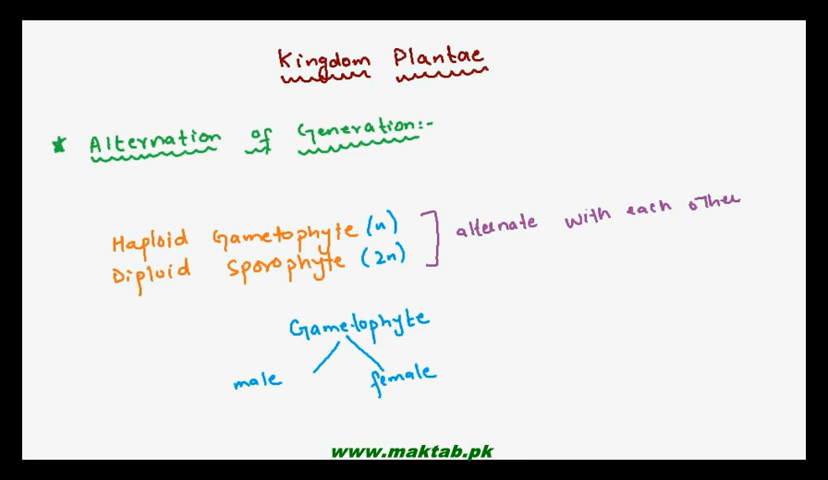 Kingdom Plantae
* Alternation of Generation:-
Haploid Gametophyte (n)
Diploid Sporophyte (2n)
alternate with each other
Gametophyte
male female
www.maktab.pk